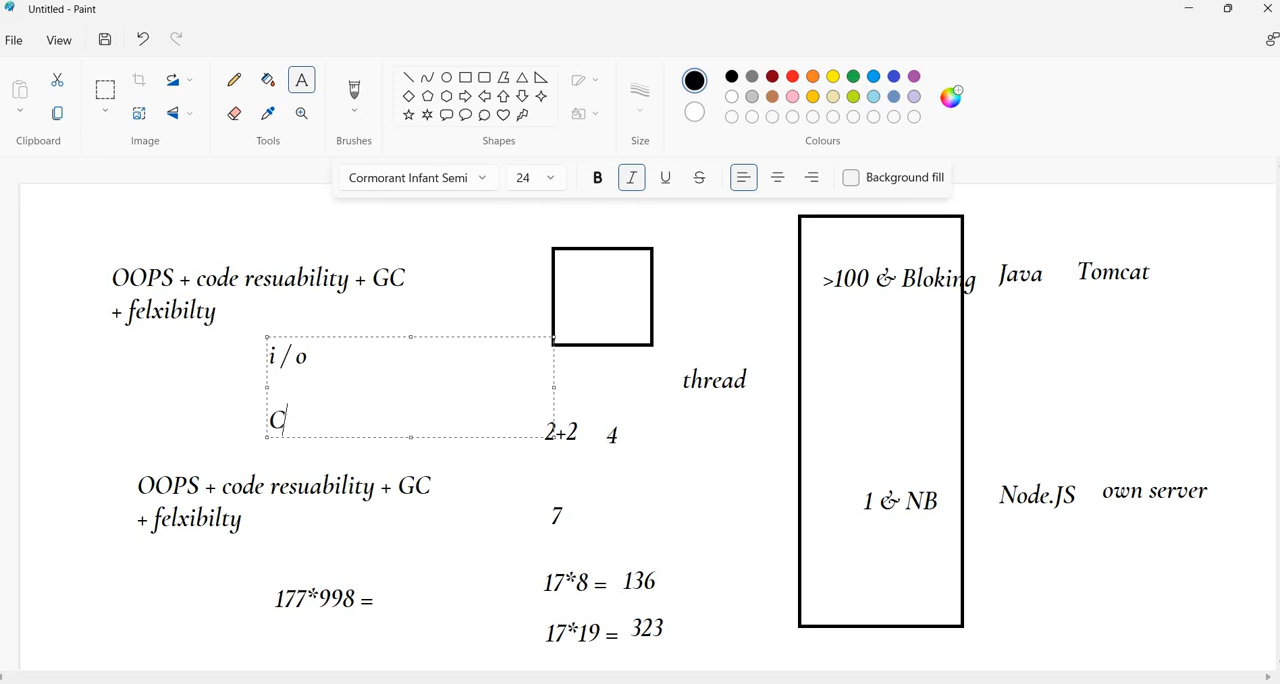 Untitled - Paint
File View
Clipboard
Image
Tools
Brushes
Shapes
Size
Colours
Cormorant Infant Semi 24 B I U S Background fill
OOPS + code resuability + GC
+ felxibilty
>100 & Bloking Java Tomcat
i / o
thread
C
2+2 4
OOPS + code resuability + GC
+ felxibilty
1 & NB Node.JS own server
7
177*998 =
17*8 = 136
17*19 = 323